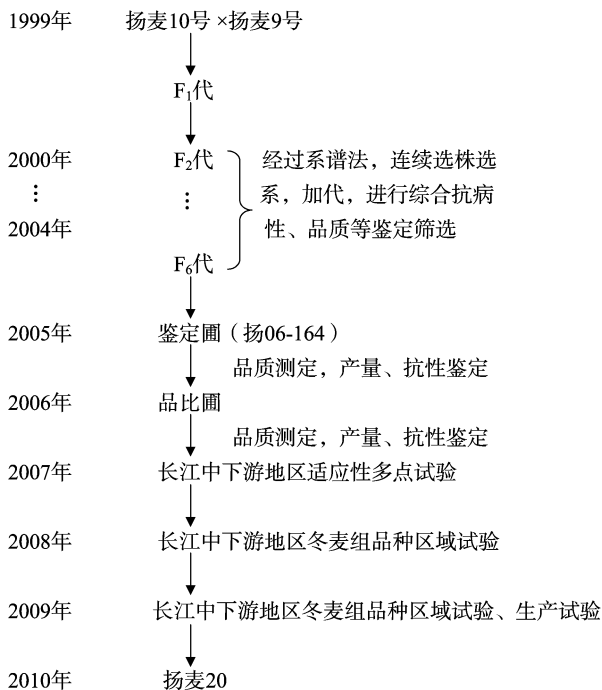 1999年 扬麦10号 ×扬麦9号
F1代
2000年 F2代 经过系谱法，连续选株选
⋮ ⋮ 系，加代，进行综合抗病
2004年 性、品质等鉴定筛选
F6代
2005年 鉴定圃（扬06-164）
品质测定，产量、抗性鉴定
2006年 品比圃
品质测定，产量、抗性鉴定
2007年 长江中下游地区适应性多点试验
2008年 长江中下游地区冬麦组品种区域试验
2009年 长江中下游地区冬麦组品种区域试验、生产试验
2010年 扬麦20